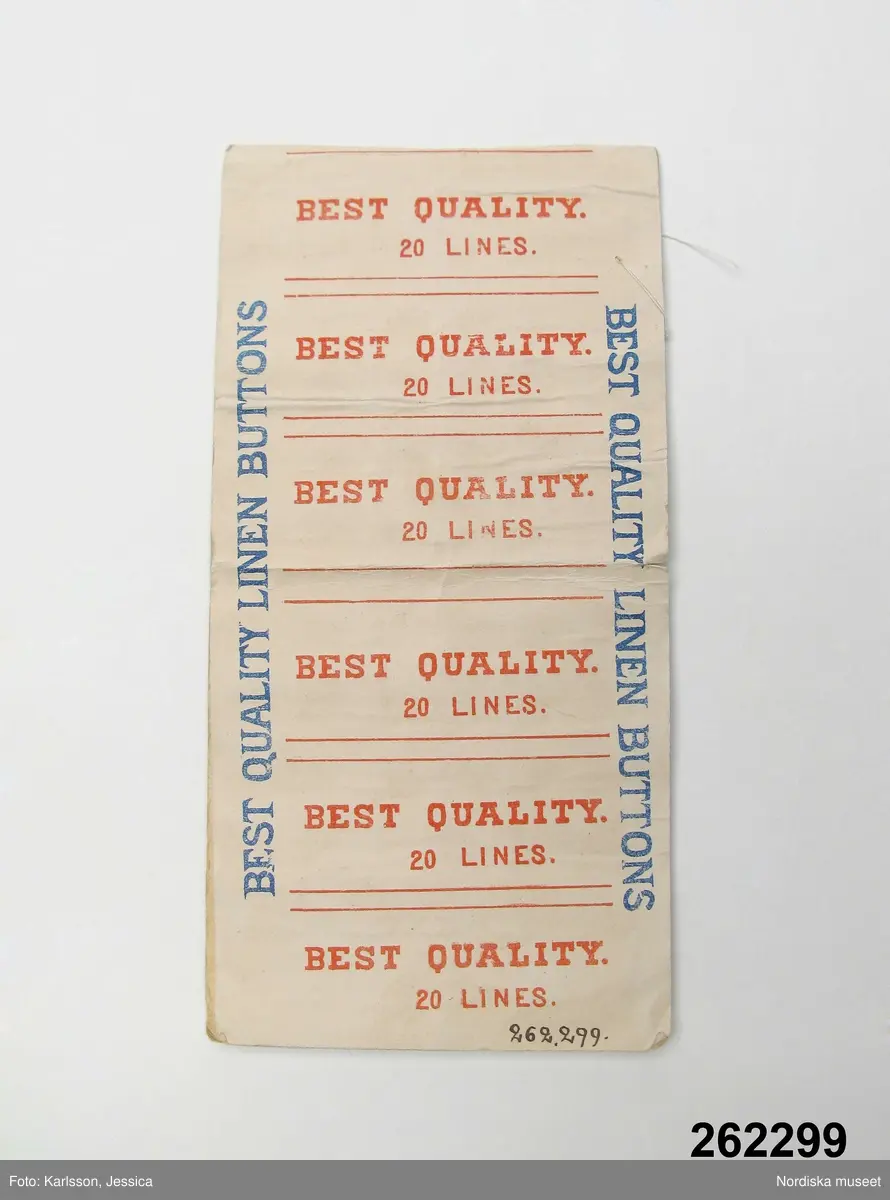 BEST QUALITY.
20 LINES.
BEST QUALITY.
20 LINES.
BEST QUALITY.
20 LINES.
BEST QUALITY.
20 LINES.
BEST QUALITY.
20 LINES.
BEST QUALITY.
20 LINES.
BEST QUALITY LINEN BUTTONS
BEST QUALITY LINEN BUTTONS
262.299.
262299
Foto: Karlsson, Jessica
Nordiska museet